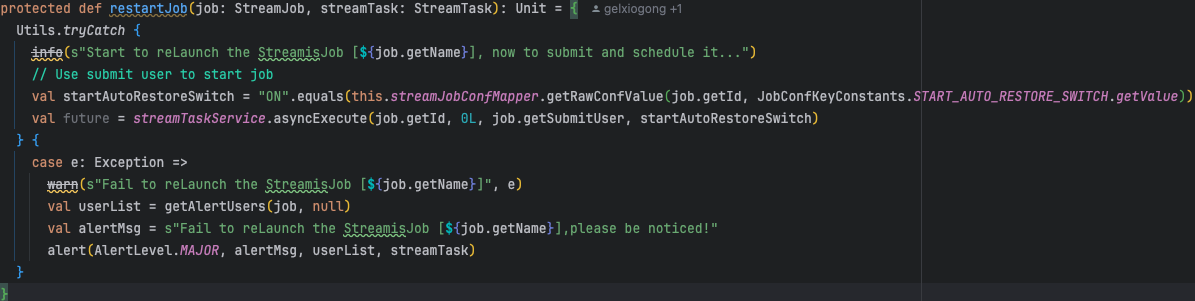 protected def restartJob(job: StreamJob, streamTask: StreamTask): Unit = { gelxiogong +1
  Utils.tryCatch {
    info(s"Start to reLaunch the StreamisJob [${job.getName}], now to submit and schedule it...")
    // Use submit user to start job
    val startAutoRestoreSwitch = "ON".equals(this.streamJobConfMapper.getRawConfValue(job.getId, JobConfKeyConstants.START_AUTO_RESTORE_SWITCH.getValue))
    val future = streamTaskService.asyncExecute(job.getId, 0L, job.getSubmitUser, startAutoRestoreSwitch)
  } {
    case e: Exception =>
      warn(s"Fail to reLaunch the StreamisJob [${job.getName}]", e)
      val userList = getAlertUsers(job, null)
      val alertMsg = s"Fail to reLaunch the StreamisJob [${job.getName}],please be noticed!"
      alert(AlertLevel.MAJOR, alertMsg, userList, streamTask)
  }
}